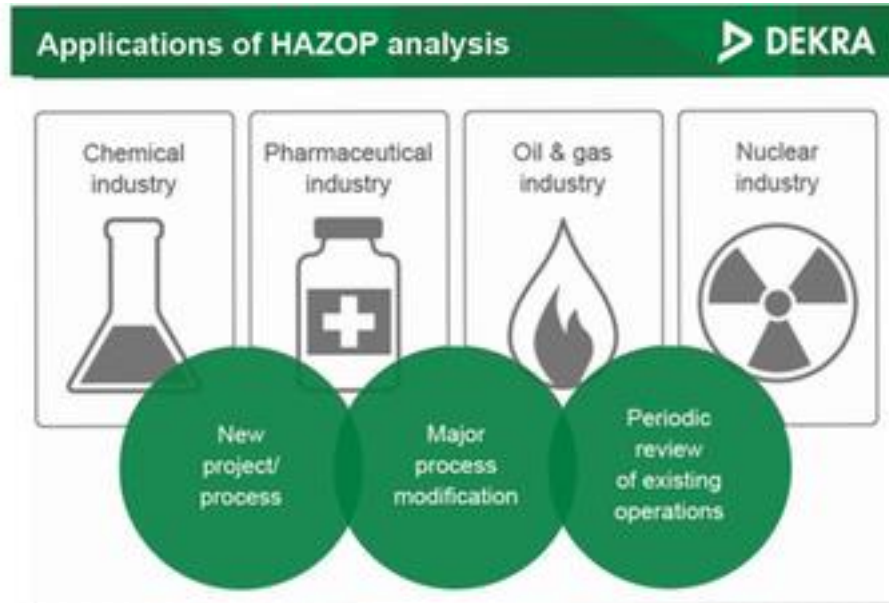 Applications of HAZOP analysis
DEKRA
Chemical
industry
Pharmaceutical
industry
Oil & gas
industry
Nuclear
industry
New
project/
process
Major
process
modification
Periodic
review
of existing
operations